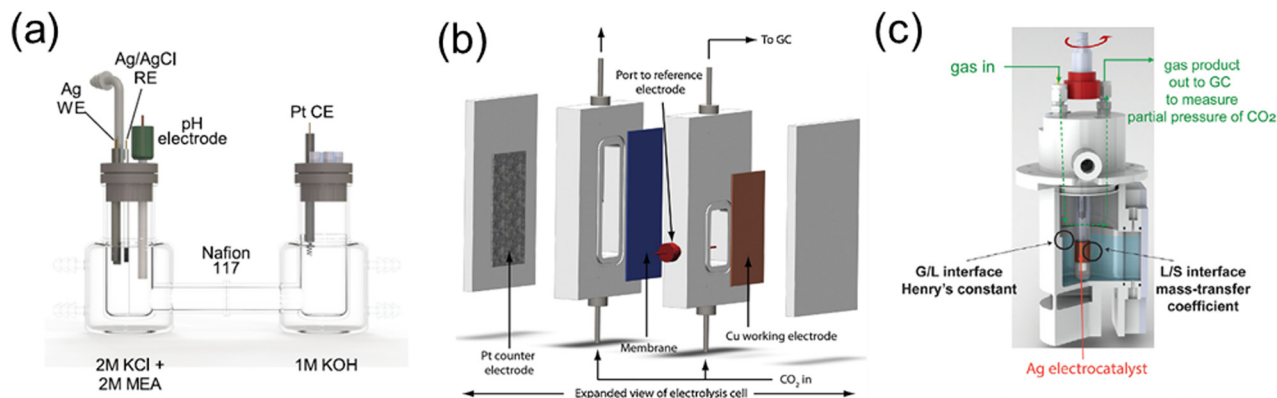 (a)
Ag/AgCl
RE
Ag
WE
pH
electrode
Pt CE
Nafion
117
2M KCl +
2M MEA
1M KOH
(b)
To GC
Port to reference
electrode
Pt counter
electrode
Membrane
Cu working electrode
CO₂ in
Expanded view of electrolysis cell
(c)
gas in
gas product
out to GC
to measure
partial pressure of CO₂
G/L interface
Henry's constant
L/S interface
mass-transfer
coefficient
Ag electrocatalyst